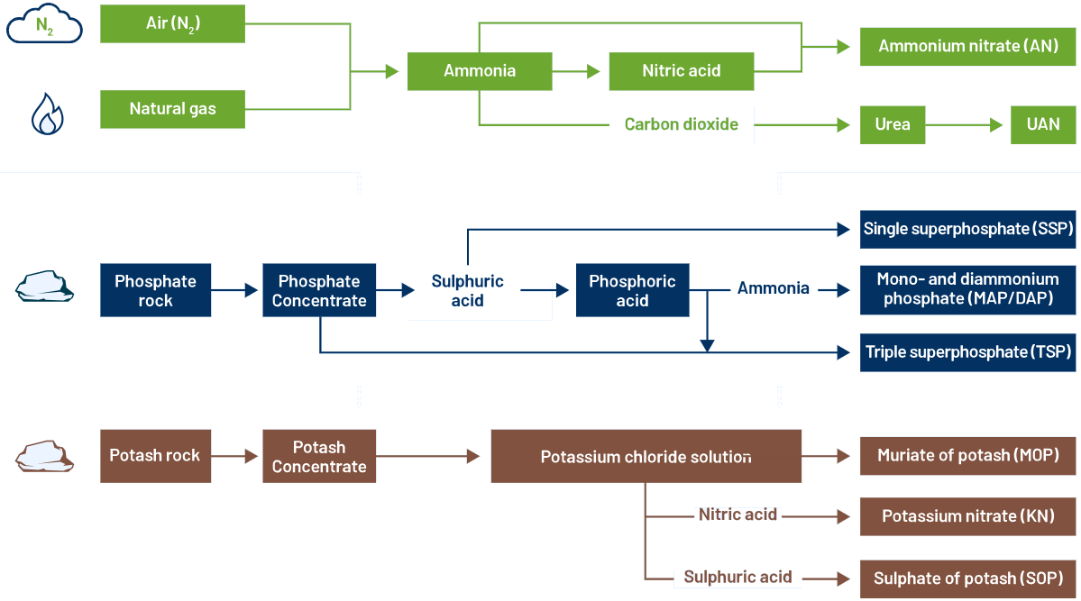 N₂
Air (N₂)
Ammonia
Nitric acid
Ammonium nitrate (AN)
Natural gas
Carbon dioxide
Urea
UAN
Single superphosphate (SSP)
Phosphate
rock
Phosphate
Concentrate
Sulphuric
acid
Phosphoric
acid
Ammonia
Mono- and diammonium
phosphate (MAP/DAP)
Triple superphosphate (TSP)
Potash rock
Potash
Concentrate
Potassium chloride solution
Muriate of potash (MOP)
Nitric acid
Potassium nitrate (KN)
Sulphuric acid
Sulphate of potash (SOP)